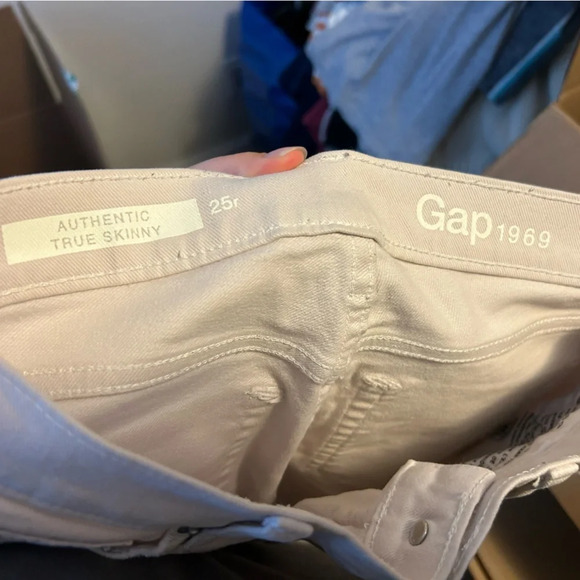 AUTHENTIC
TRUE SKINNY
25r
Gap 1969